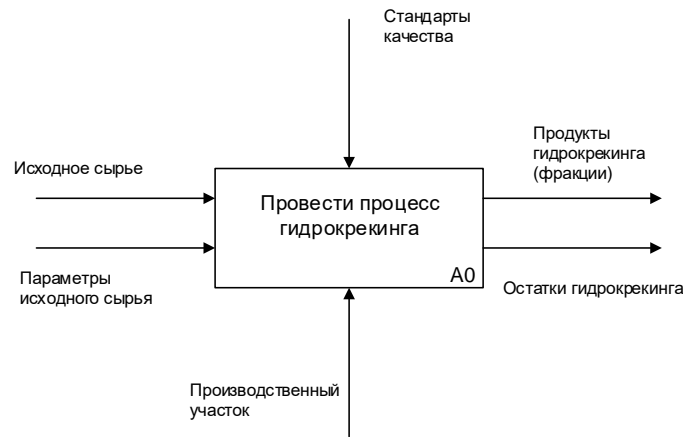 Стандарты
качества
Исходное сырье
Параметры
исходного сырья
Провести процесс
гидрокрекинга
A0
Продукты
гидрокрекинга
(фракции)
Остатки гидрокрекинга
Производственный
участок